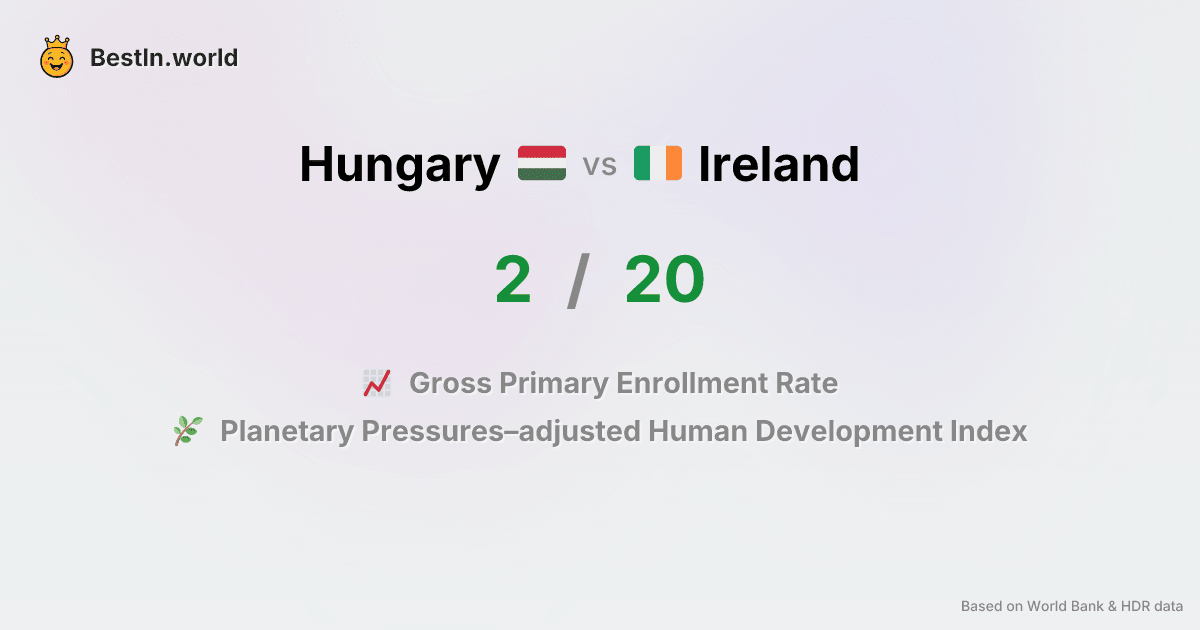 BestIn.world
Hungary vs Ireland
2 / 20
Gross Primary Enrollment Rate
Planetary Pressures–adjusted Human Development Index
Based on World Bank & HDR data